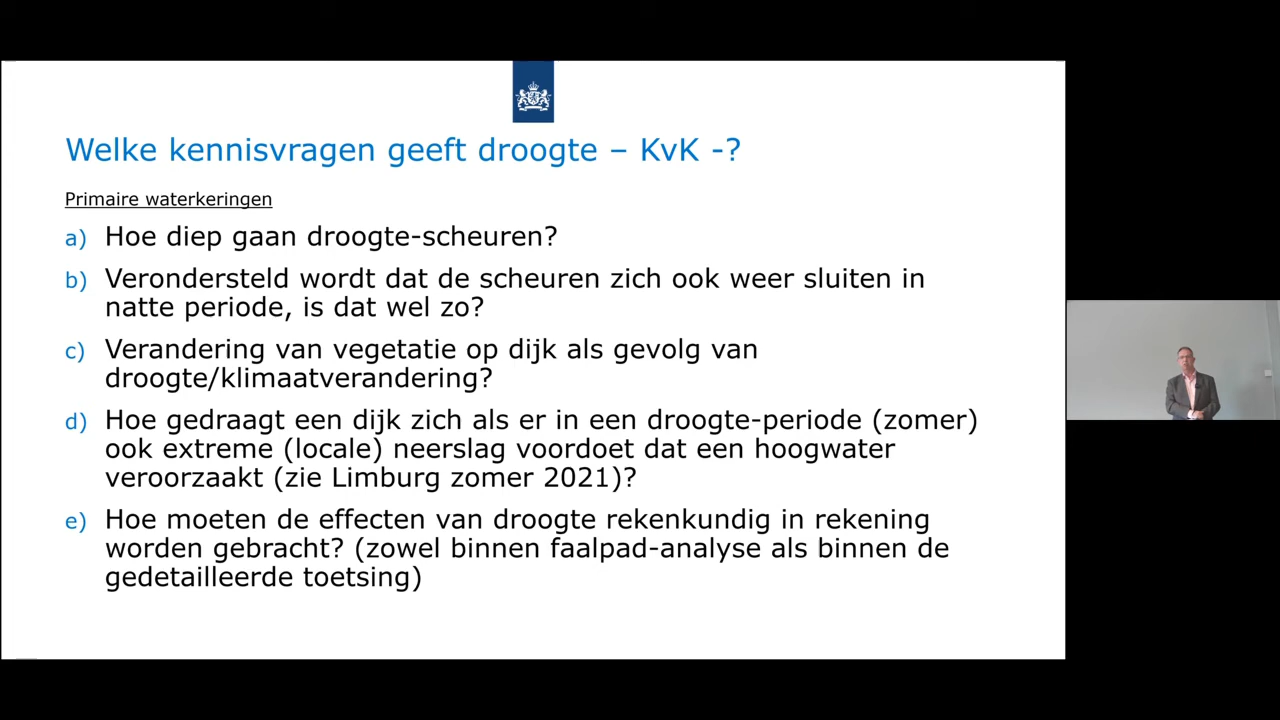 Welke kennisvragen geeft droogte – KvK -?
Primaire waterkeringen
a) Hoe diep gaan droogte-scheuren?
b) Verondersteld wordt dat de scheuren zich ook weer sluiten in
natte periode, is dat wel zo?
c) Verandering van vegetatie op dijk als gevolg van
droogte/klimaatverandering?
d) Hoe gedraagt een dijk zich als er in een droogte-periode (zomer)
ook extreme (locale) neerslag voordoet dat een hoogwater
veroorzaakt (zie Limburg zomer 2021)?
e) Hoe moeten de effecten van droogte rekenkundig in rekening
worden gebracht? (zowel binnen faalpad-analyse als binnen de
gedetailleerde toetsing)